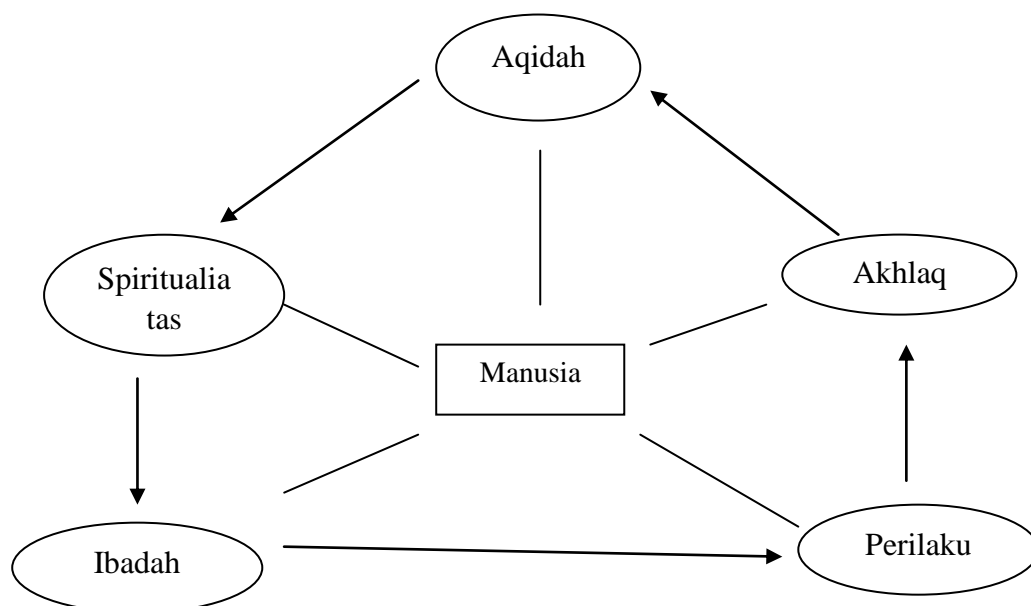 Aqidah
Spiritualia
tas
Akhlaq
Manusia
Ibadah
Perilaku